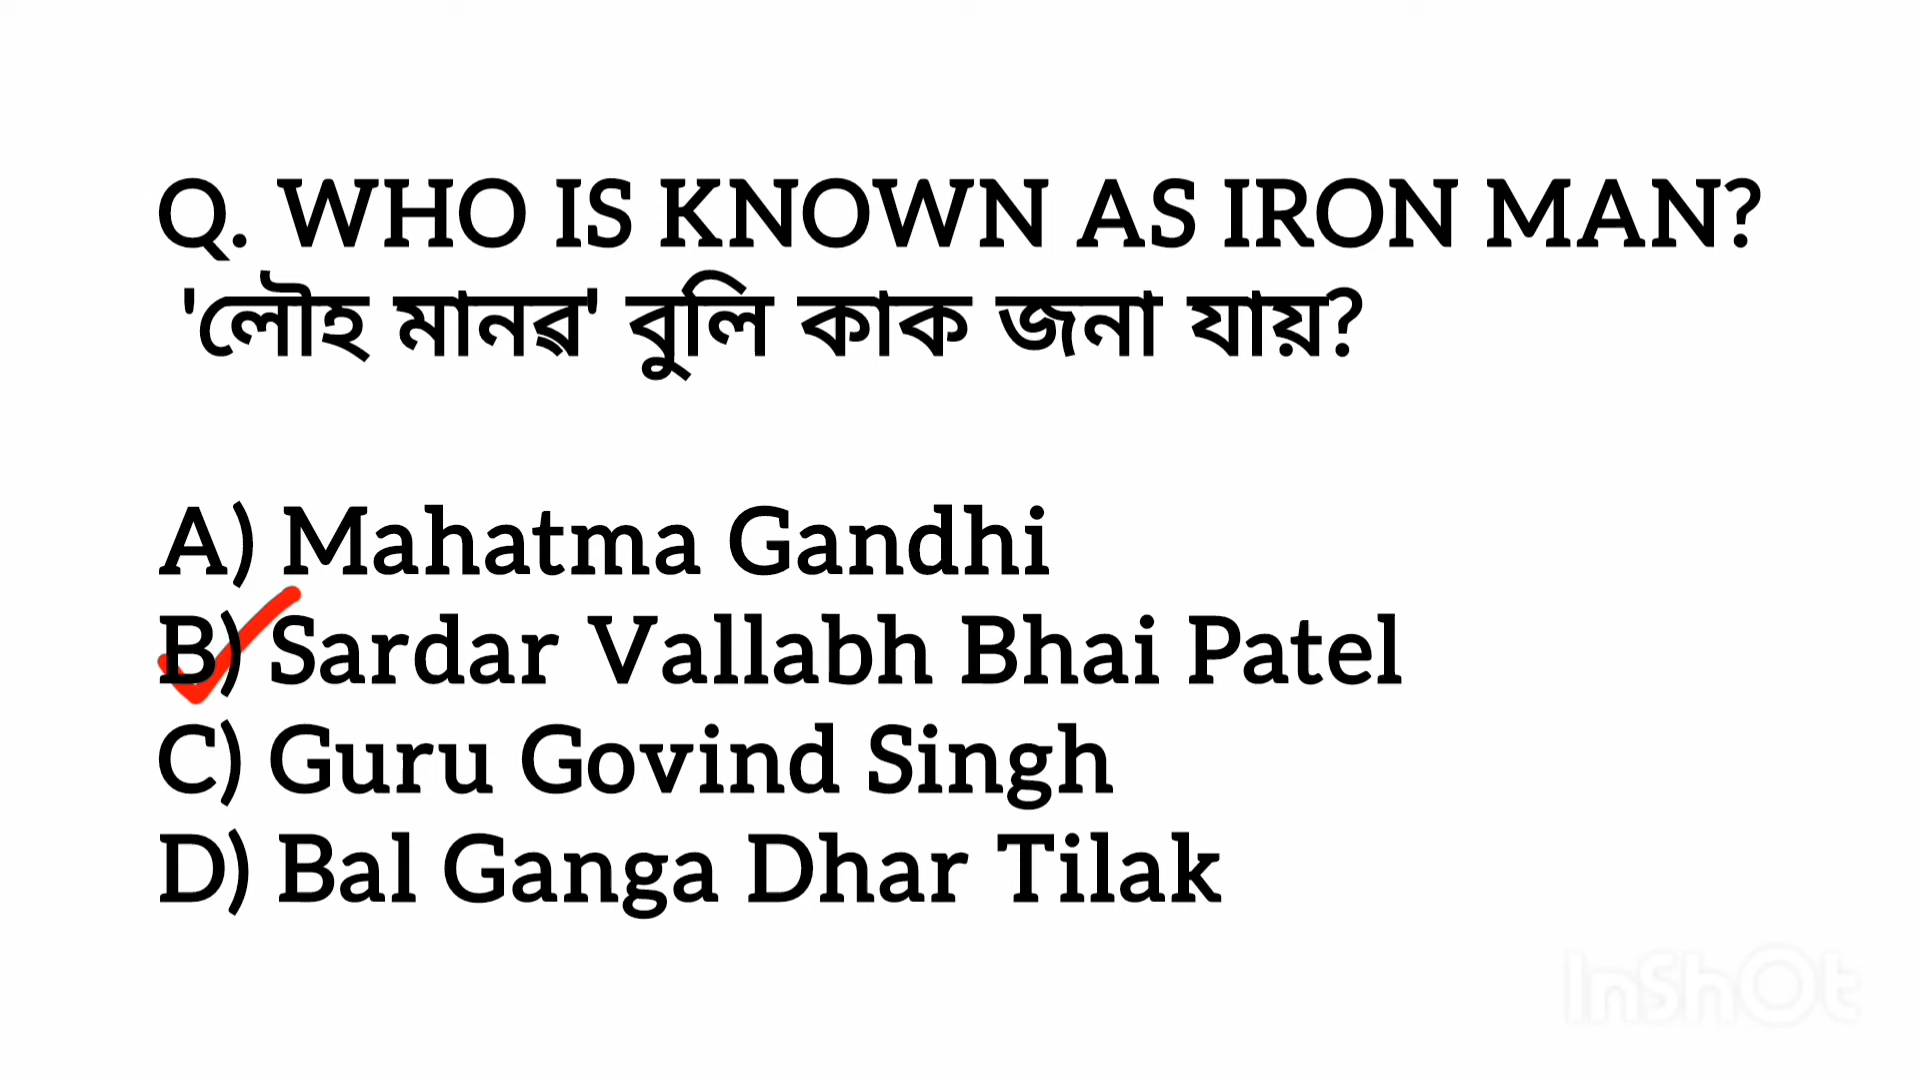 Q. WHO IS KNOWN AS IRON MAN?
'লৌহ মানৱ' বুলি কাক জনা যায়?
A) Mahatma Gandhi
B) Sardar Vallabh Bhai Patel
C) Guru Govind Singh
D) Bal Ganga Dhar Tilak
InShOt